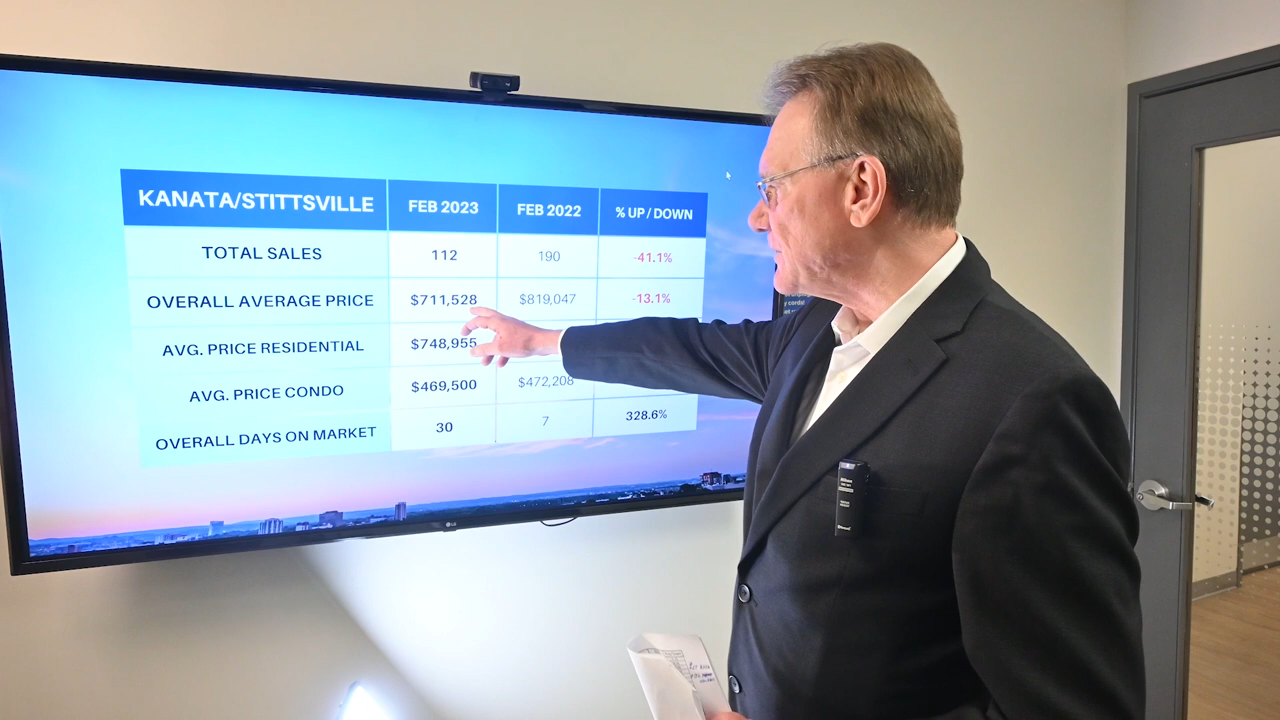 KANATA/STITTSVILLE FEB 2023 FEB 2022 % UP / DOWN
TOTAL SALES 112 190 -41.1%
OVERALL AVERAGE PRICE $711,528 $819,047 -13.1%
AVG. PRICE RESIDENTIAL $748,955
AVG. PRICE CONDO $469,500 $472,208
OVERALL DAYS ON MARKET 30 7 328.6%
LG